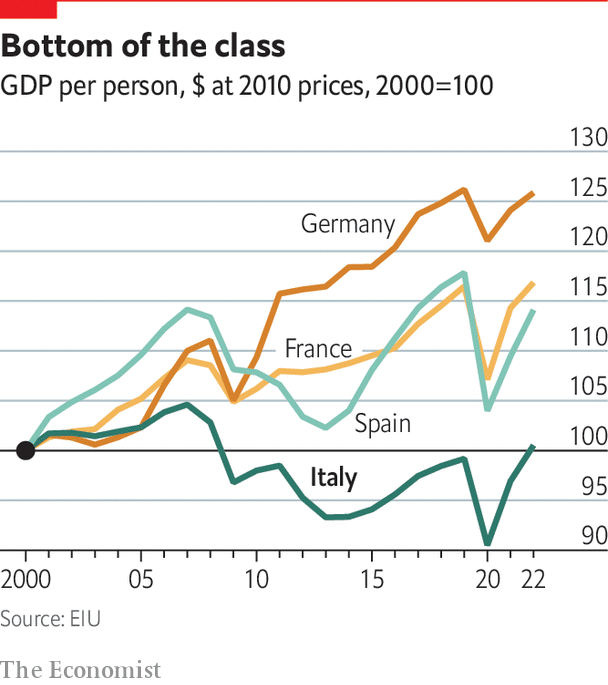 Bottom of the class
GDP per person, $ at 2010 prices, 2000=100
130
125
Germany
120
115
110
France
105
Spain
100
Italy
95
90
2000 05 10 15 20 22
Source: EIU
The Economist